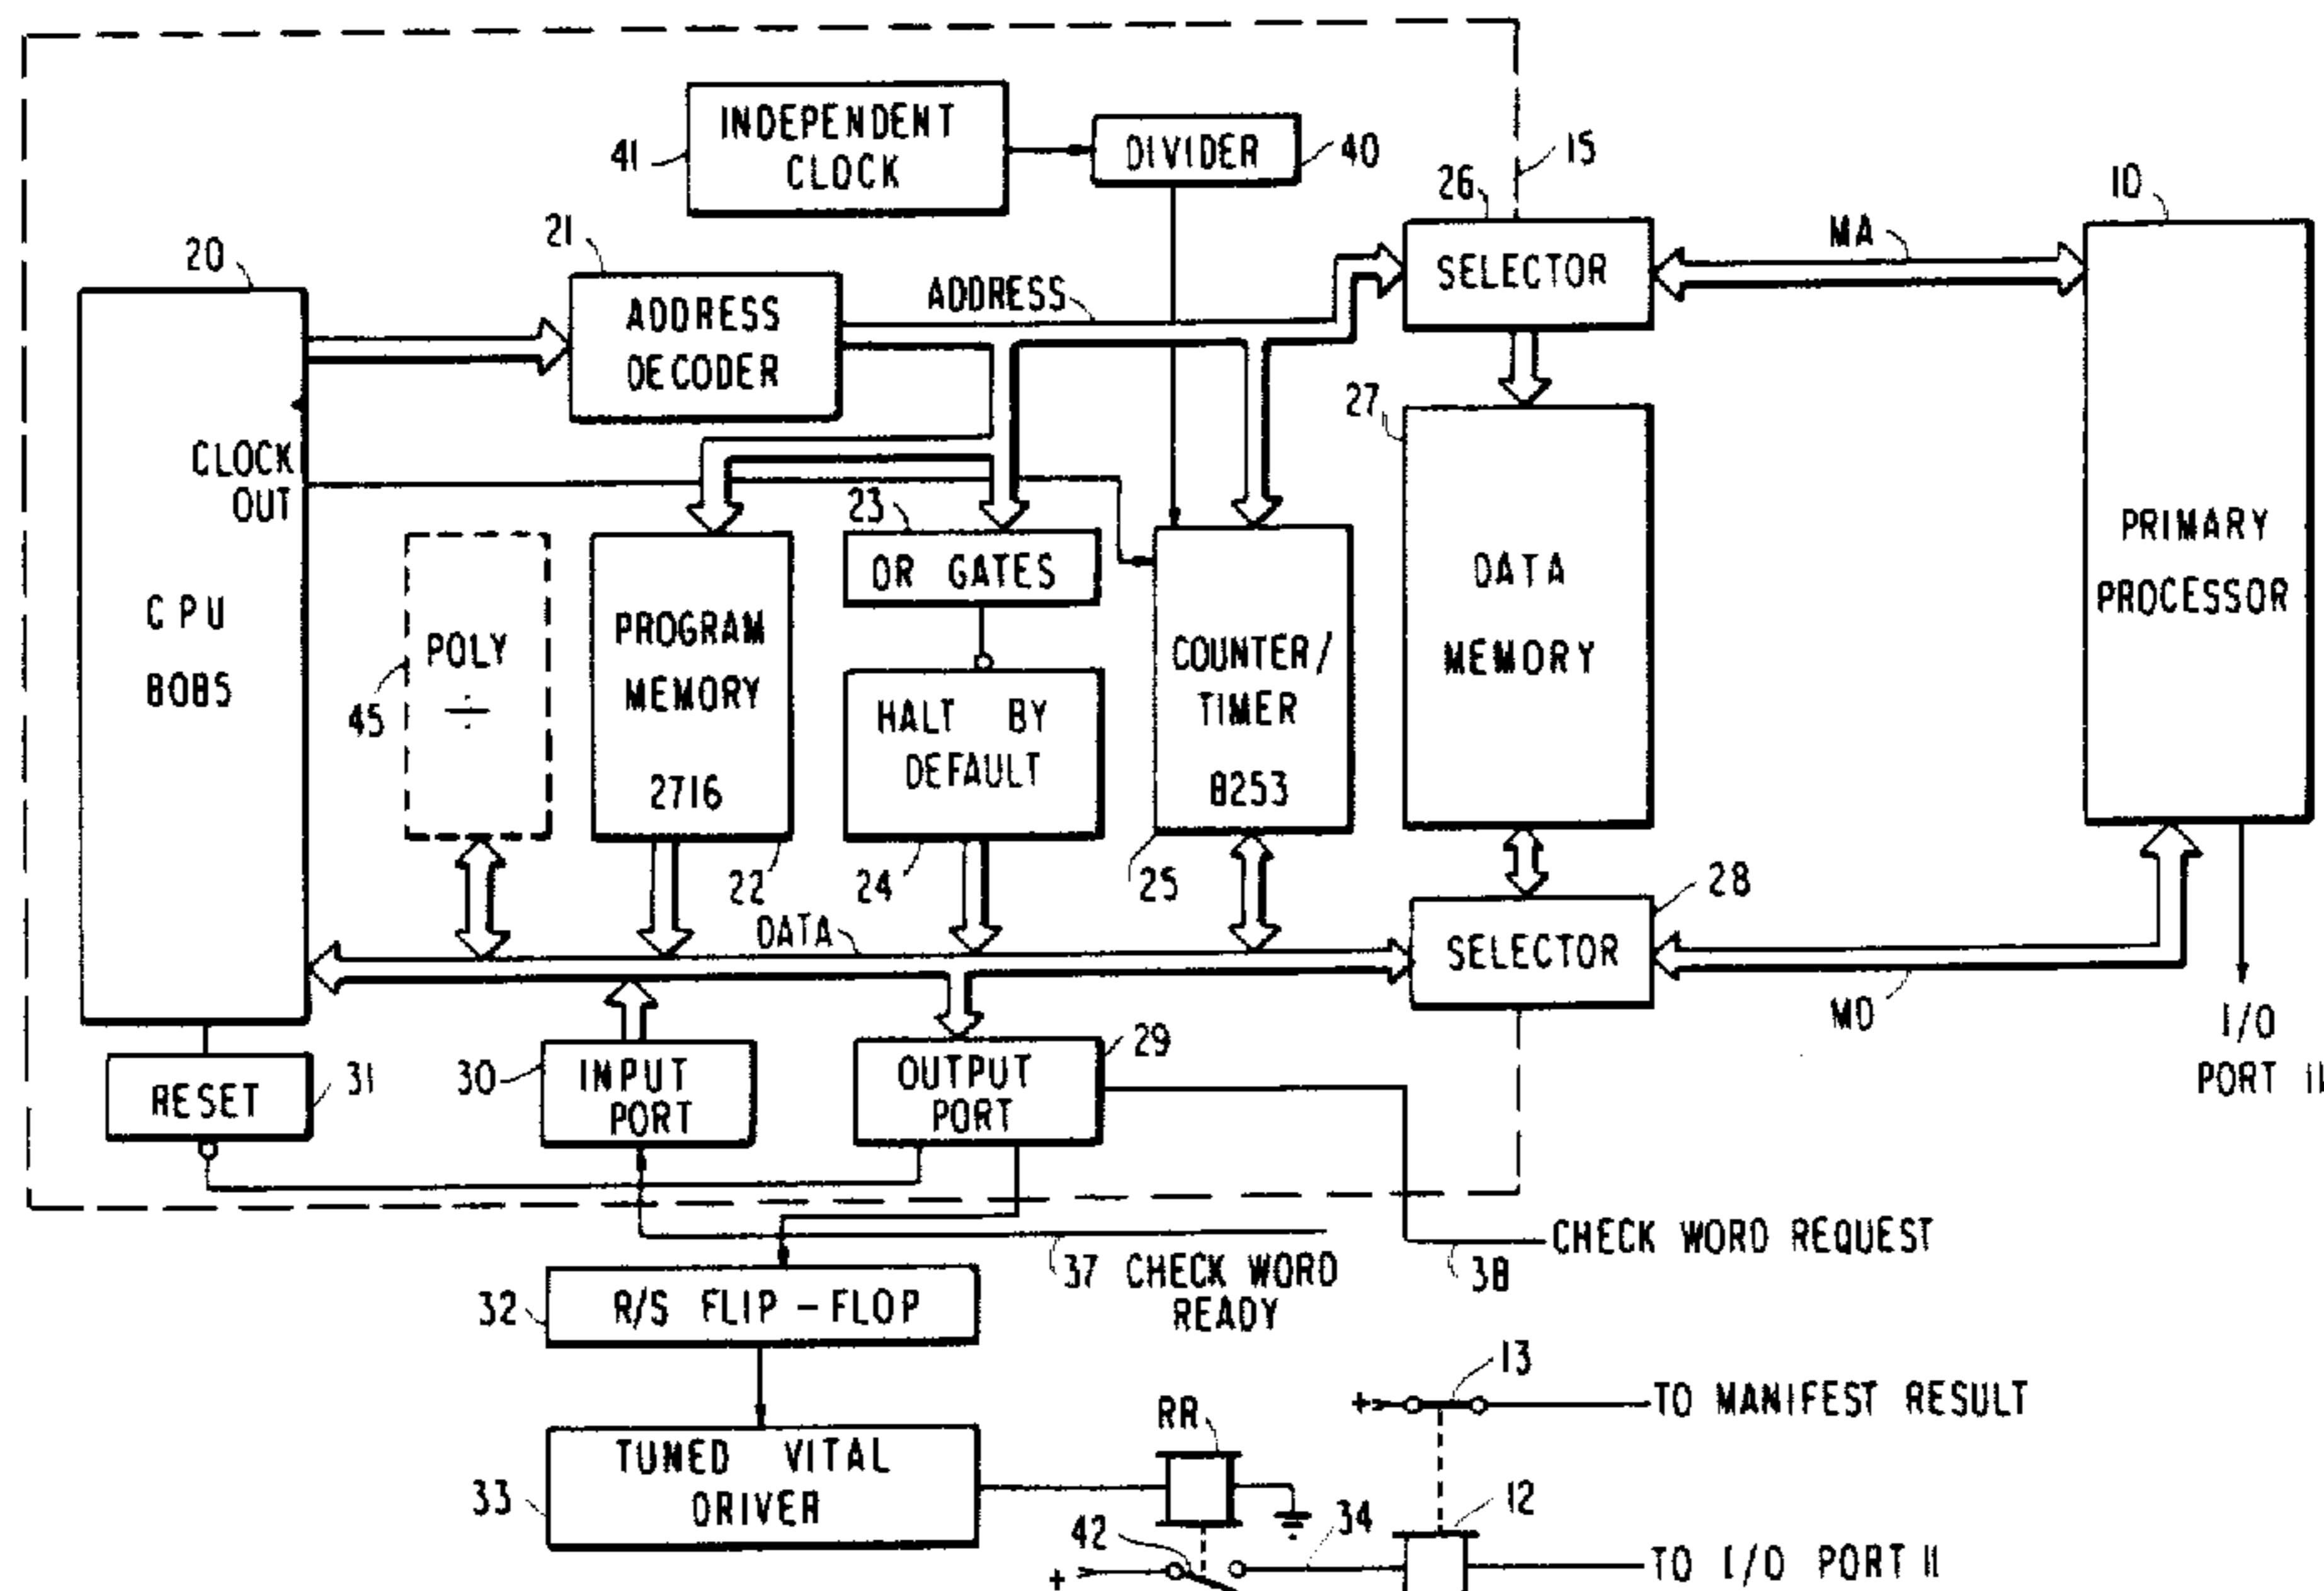 INDEPENDENT
CLOCK
41
DIVIDER
40
15
26
SELECTOR
MA
10
20
21
ADDRESS
DECODER
ADDRESS
CLOCK
OUT
CPU
8085
45
POLY
÷
PROGRAM
MEMORY
2716
22
23
OR GATES
HALT BY
DEFAULT
24
COUNTER/
TIMER
8253
25
27
DATA
MEMORY
PRIMARY
PROCESSOR
DATA
28
SELECTOR
MD
I/O
PORT 11
RESET
31
30
INPUT
PORT
OUTPUT
PORT
29
37 CHECK WORD
READY
CHECK WORD REQUEST
38
32
R/S FLIP-FLOP
33
TUNED VITAL
DRIVER
RR
13
+
TO MANIFEST RESULT
42
34
12
+
TO I/O PORT 11